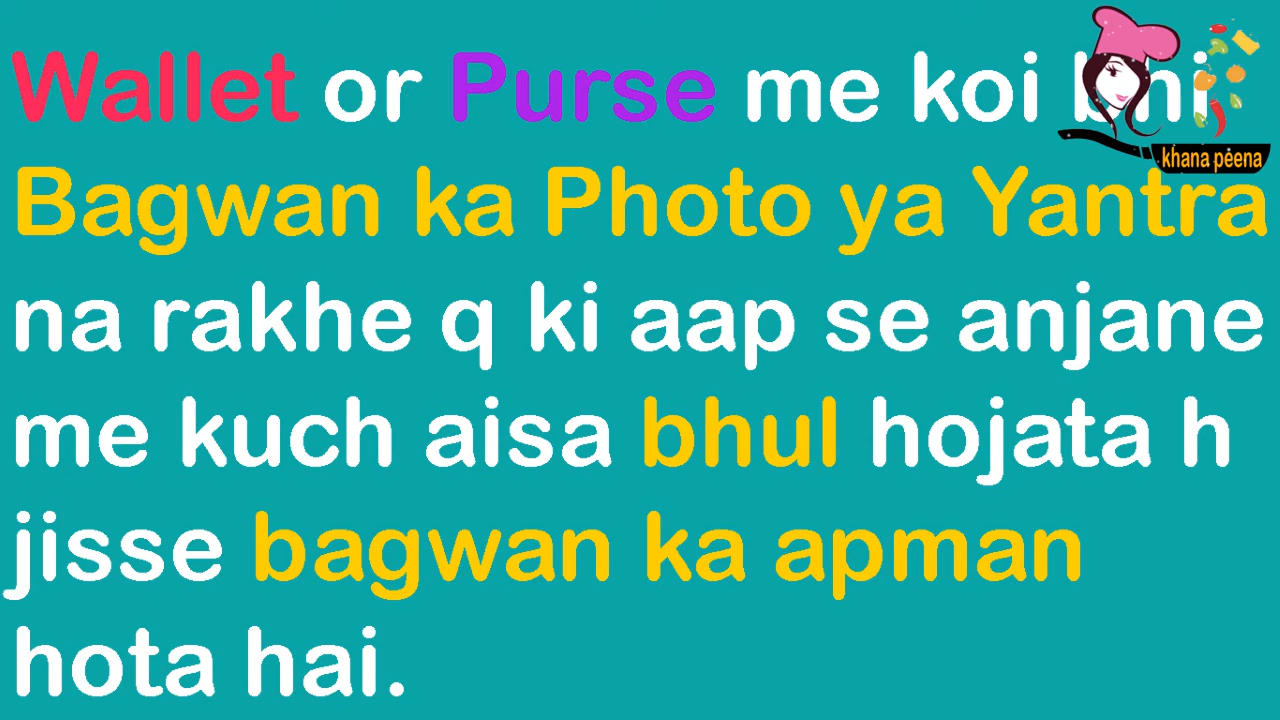 Wallet or Purse me koi bhi
Bagwan ka Photo ya Yantra
na rakhe q ki aap se anjane
me kuch aisa bhul hojata h
jisse bagwan ka apman
hota hai.
khana peena